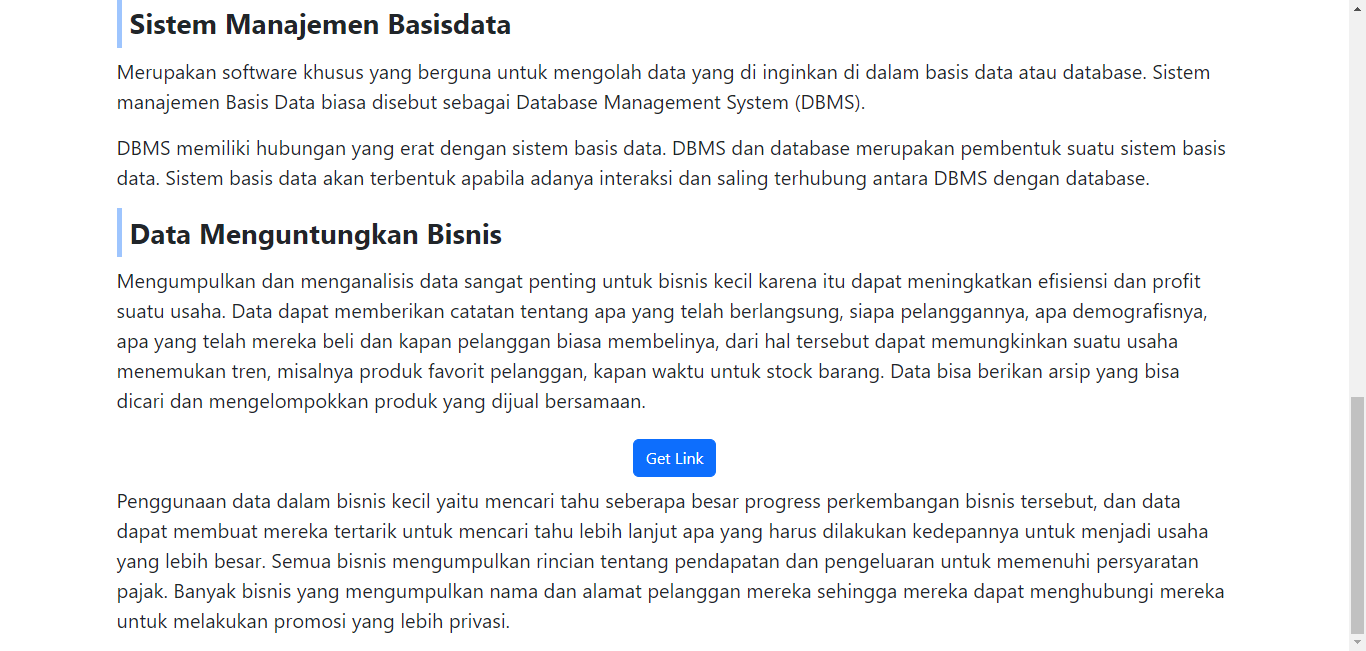 Sistem Manajemen Basisdata
Merupakan software khusus yang berguna untuk mengolah data yang di inginkan di dalam basis data atau database. Sistem
manajemen Basis Data biasa disebut sebagai Database Management System (DBMS).
DBMS memiliki hubungan yang erat dengan sistem basis data. DBMS dan database merupakan pembentuk suatu sistem basis
data. Sistem basis data akan terbentuk apabila adanya interaksi dan saling terhubung antara DBMS dengan database.
Data Menguntungkan Bisnis
Mengumpulkan dan menganalisis data sangat penting untuk bisnis kecil karena itu dapat meningkatkan efisiensi dan profit
suatu usaha. Data dapat memberikan catatan tentang apa yang telah berlangsung, siapa pelanggannya, apa demografisnya,
apa yang telah mereka beli dan kapan pelanggan biasa membelinya, dari hal tersebut dapat memungkinkan suatu usaha
menemukan tren, misalnya produk favorit pelanggan, kapan waktu untuk stock barang. Data bisa berikan arsip yang bisa
dicari dan mengelompokkan produk yang dijual bersamaan.
Get Link
Penggunaan data dalam bisnis kecil yaitu mencari tahu seberapa besar progress perkembangan bisnis tersebut, dan data
dapat membuat mereka tertarik untuk mencari tahu lebih lanjut apa yang harus dilakukan kedepannya untuk menjadi usaha
yang lebih besar. Semua bisnis mengumpulkan rincian tentang pendapatan dan pengeluaran untuk memenuhi persyaratan
pajak. Banyak bisnis yang mengumpulkan nama dan alamat pelanggan mereka sehingga mereka dapat menghubungi mereka
untuk melakukan promosi yang lebih privasi.